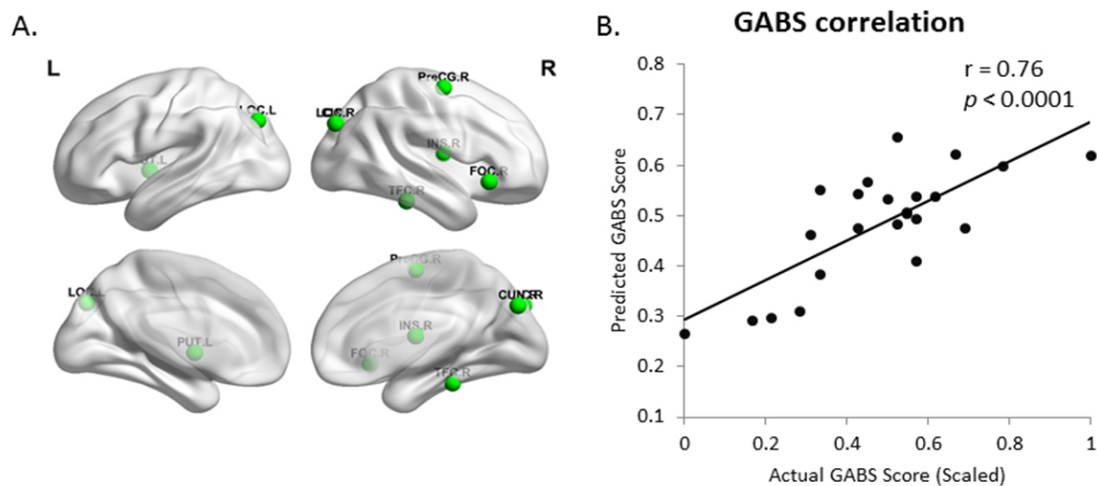 A.
L
R
LOC.L
PUT.L
PreCG.R
INS.R
FOC.R
TFC.R
LOC.L
PUT.L
PreCG.R
INS.R
FOC.R
TFC.R
B.
GABS correlation
r = 0.76
p < 0.0001
Predicted GABS Score
0.8
0.7
0.6
0.5
0.4
0.3
0.2
0.1
0
0.2
0.4
0.6
0.8
1
Actual GABS Score (Scaled)